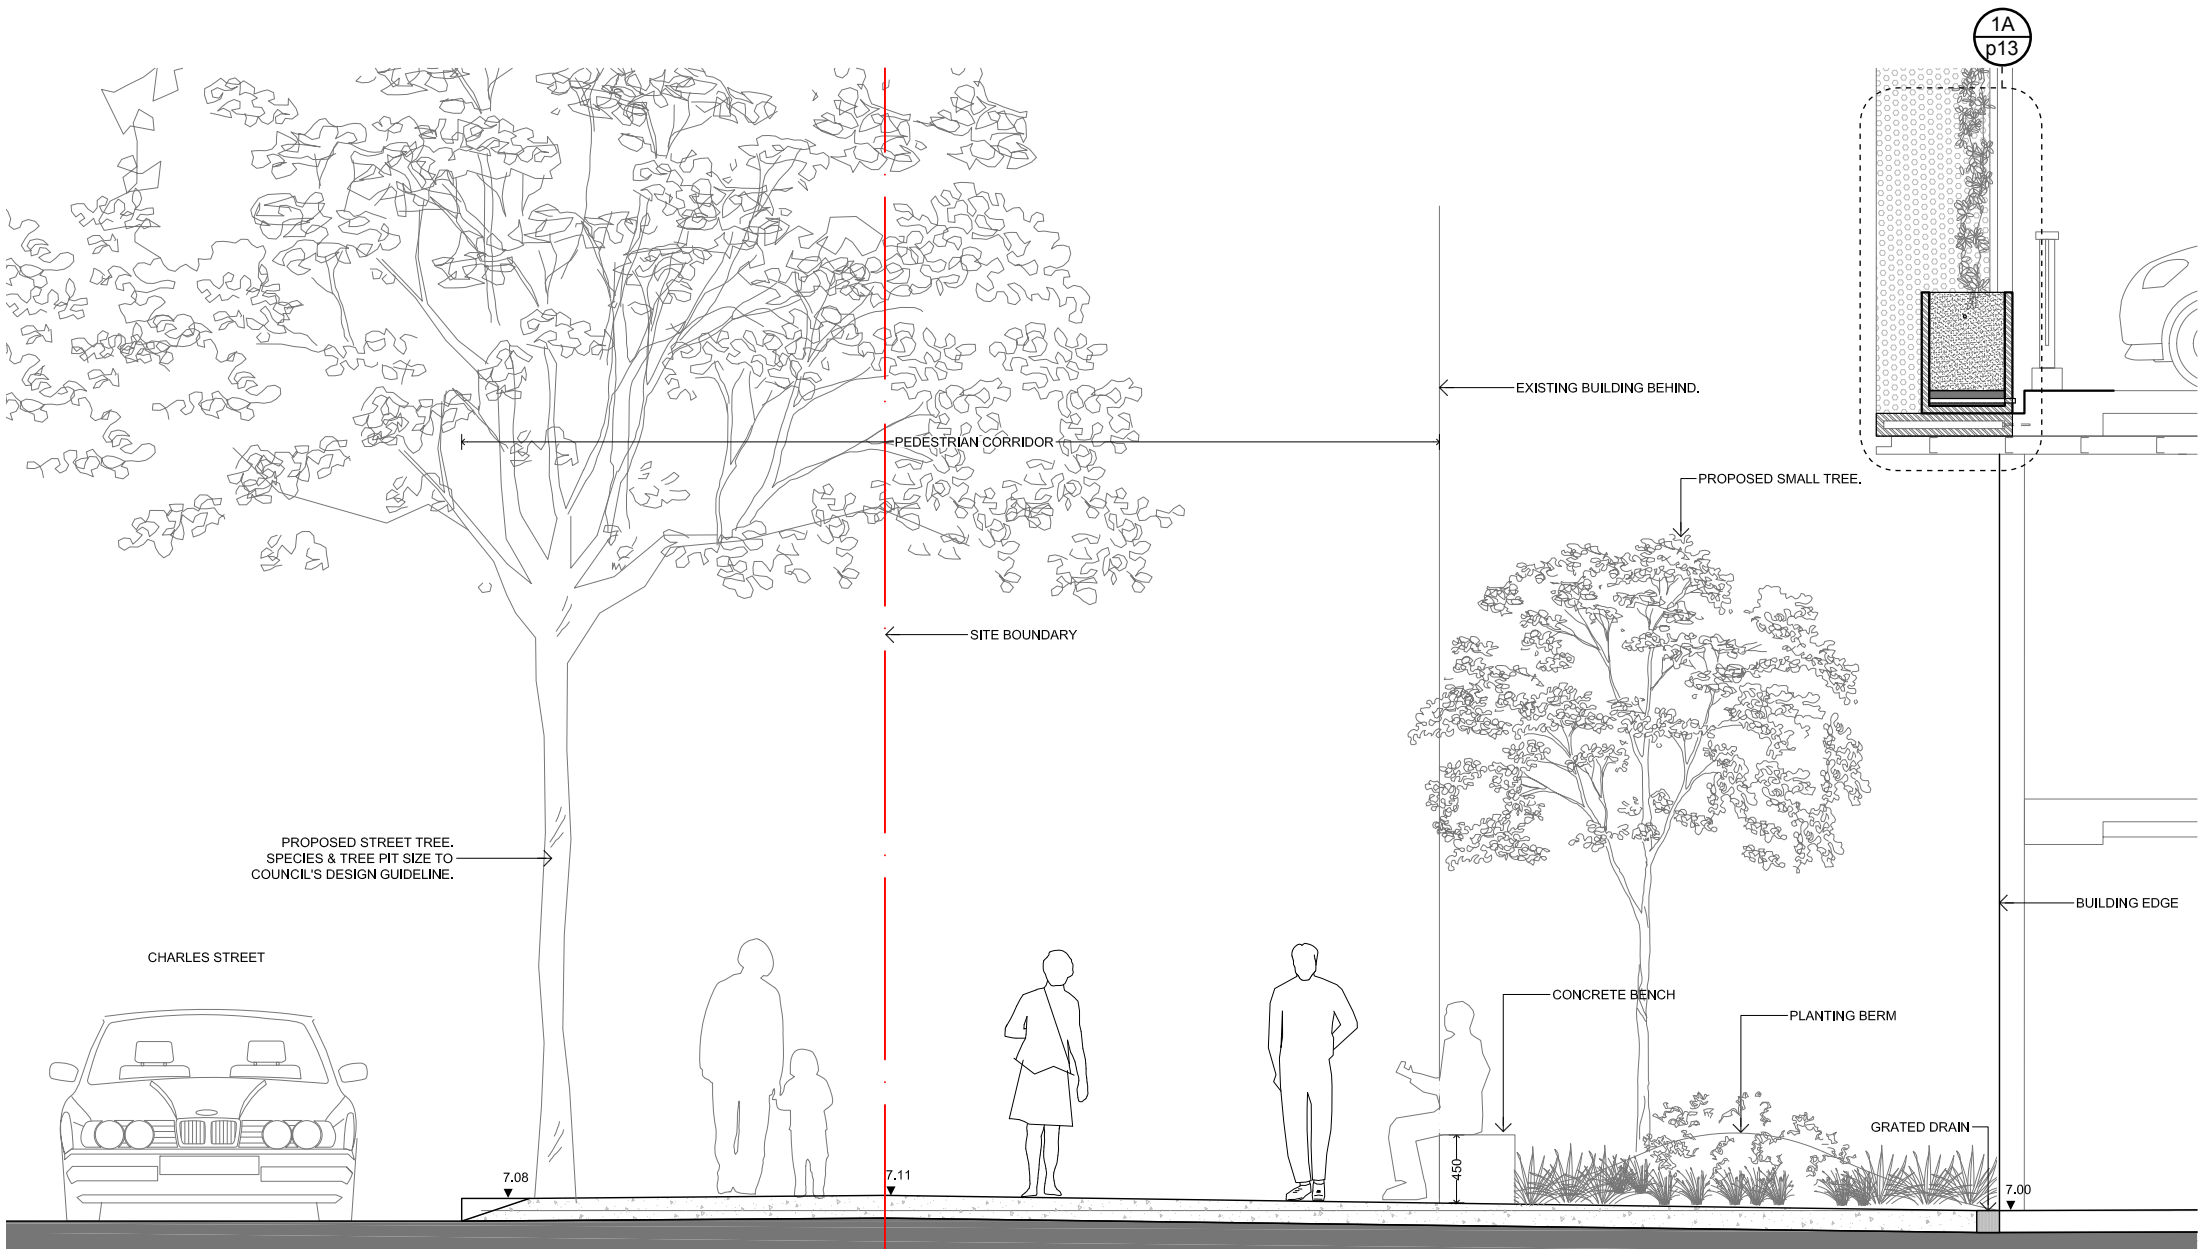 1A
p13
EXISTING BUILDING BEHIND.
PEDESTRIAN CORRIDOR
PROPOSED SMALL TREE.
SITE BOUNDARY
PROPOSED STREET TREE.
SPECIES & TREE PIT SIZE TO
COUNCIL'S DESIGN GUIDELINE.
BUILDING EDGE
CHARLES STREET
CONCRETE BENCH
PLANTING BERM
GRATED DRAIN
450
7.08
7.11
7.00